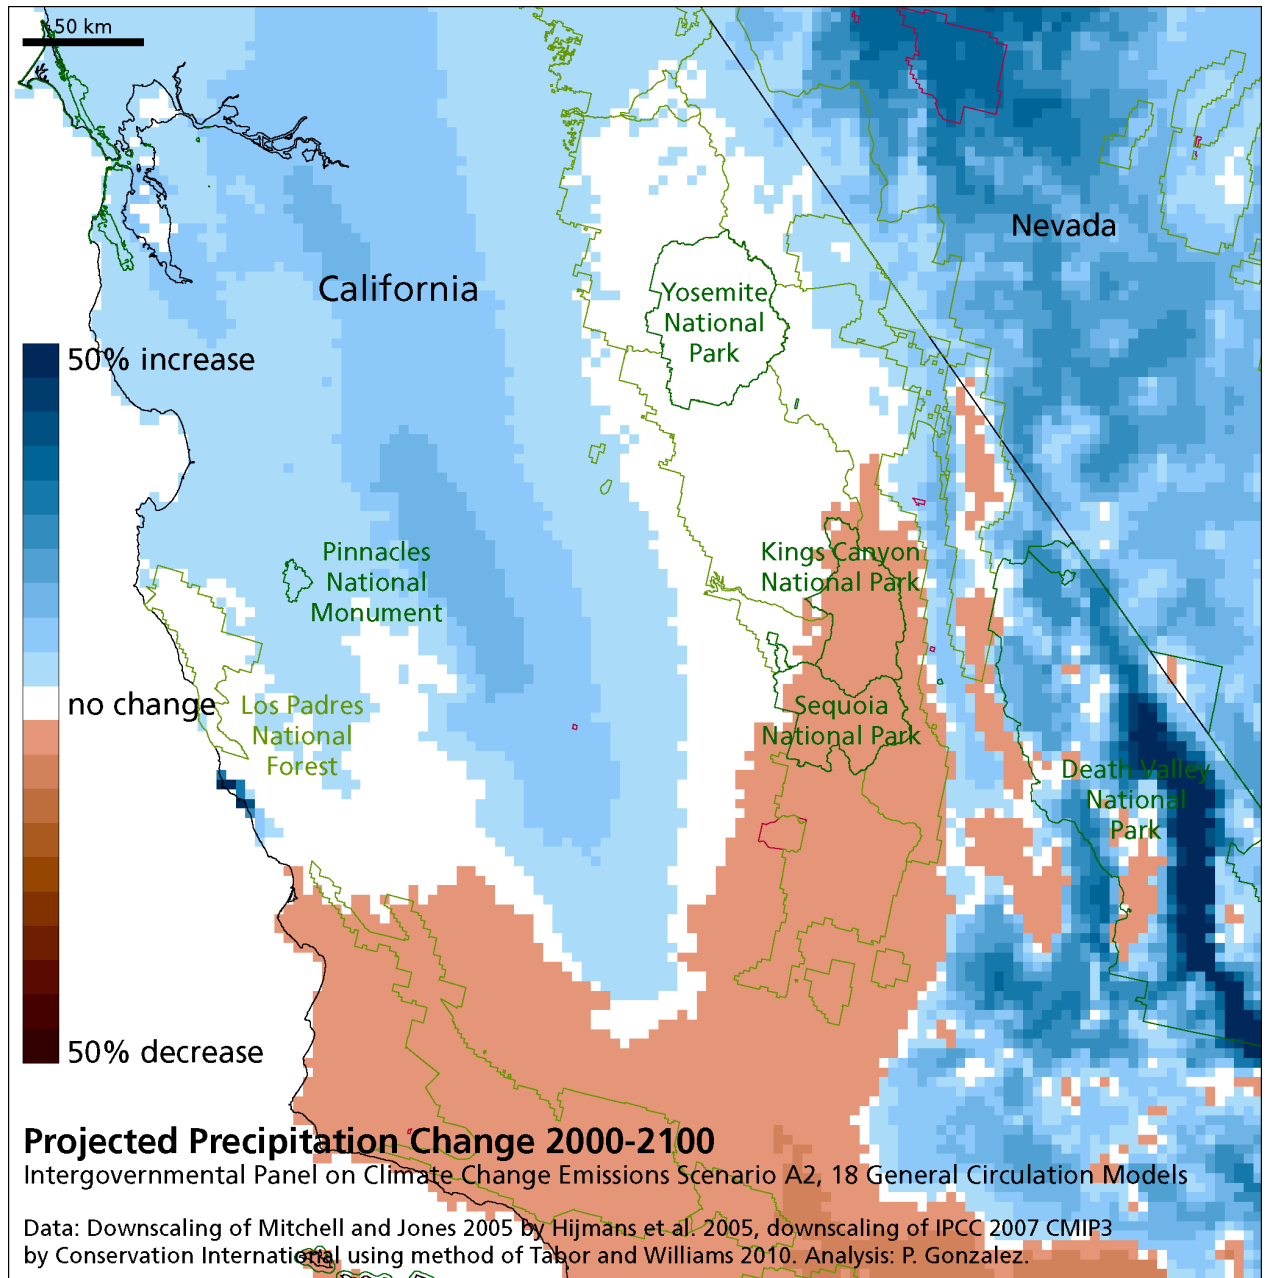 50 km
Nevada
California
Yosemite
National
Park
50% increase
Pinnacles
National
Monument
Kings Canyon
National Park
no change
Los Padres
National
Forest
Sequoia
National Park
Death Valley
National
Park
50% decrease
Projected Precipitation Change 2000-2100
Intergovernmental Panel on Climate Change Emissions Scenario A2, 18 General Circulation Models
Data: Downscaling of Mitchell and Jones 2005 by Hijmans et al. 2005, downscaling of IPCC 2007 CMIP3
by Conservation International using method of Tabor and Williams 2010. Analysis: P. Gonzalez.